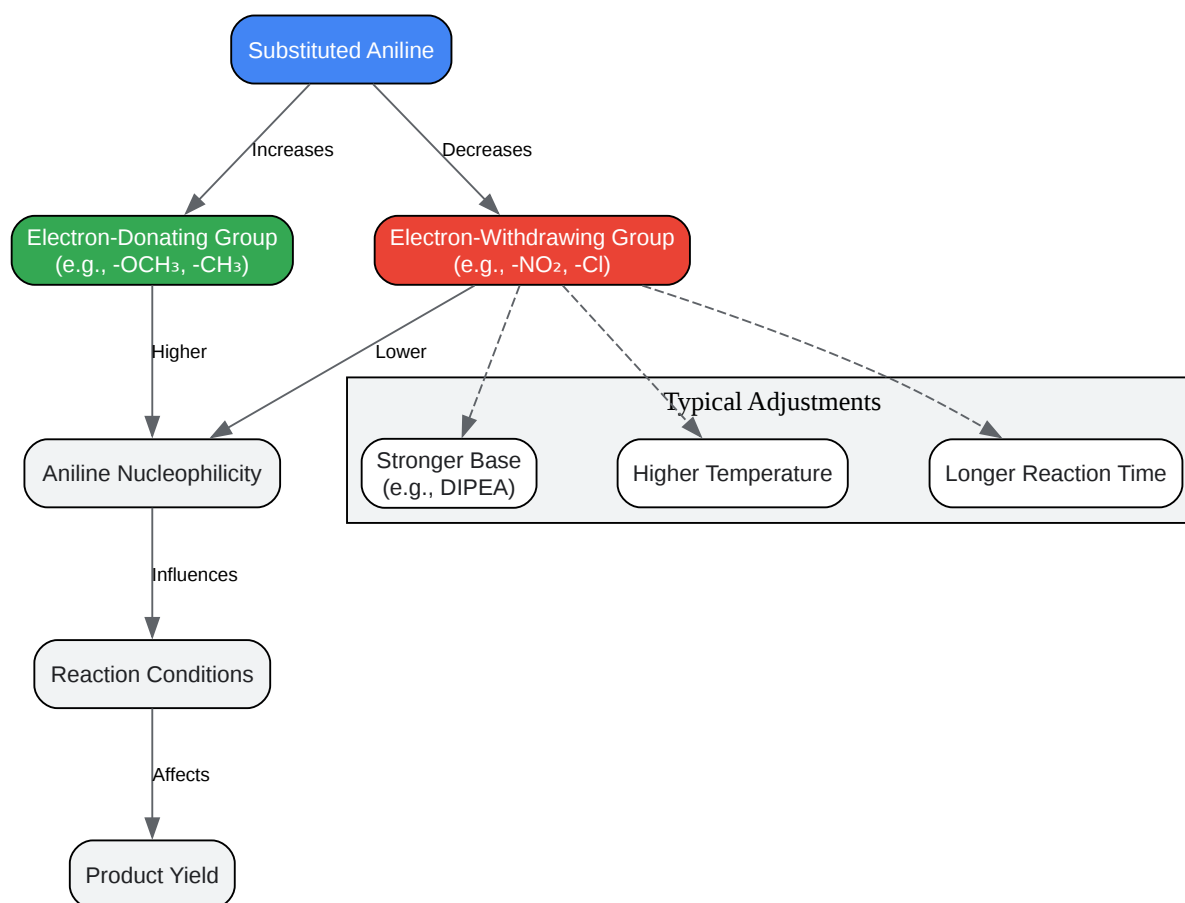 Substituted Aniline
Increases
Decreases
Electron-Donating Group
(e.g., -OCH₃, -CH₃)
Electron-Withdrawing Group
(e.g., -NO₂, -Cl)
Higher
Lower
Typical Adjustments
Aniline Nucleophilicity
Stronger Base
(e.g., DIPEA)
Higher Temperature
Longer Reaction Time
Influences
Reaction Conditions
Affects
Product Yield